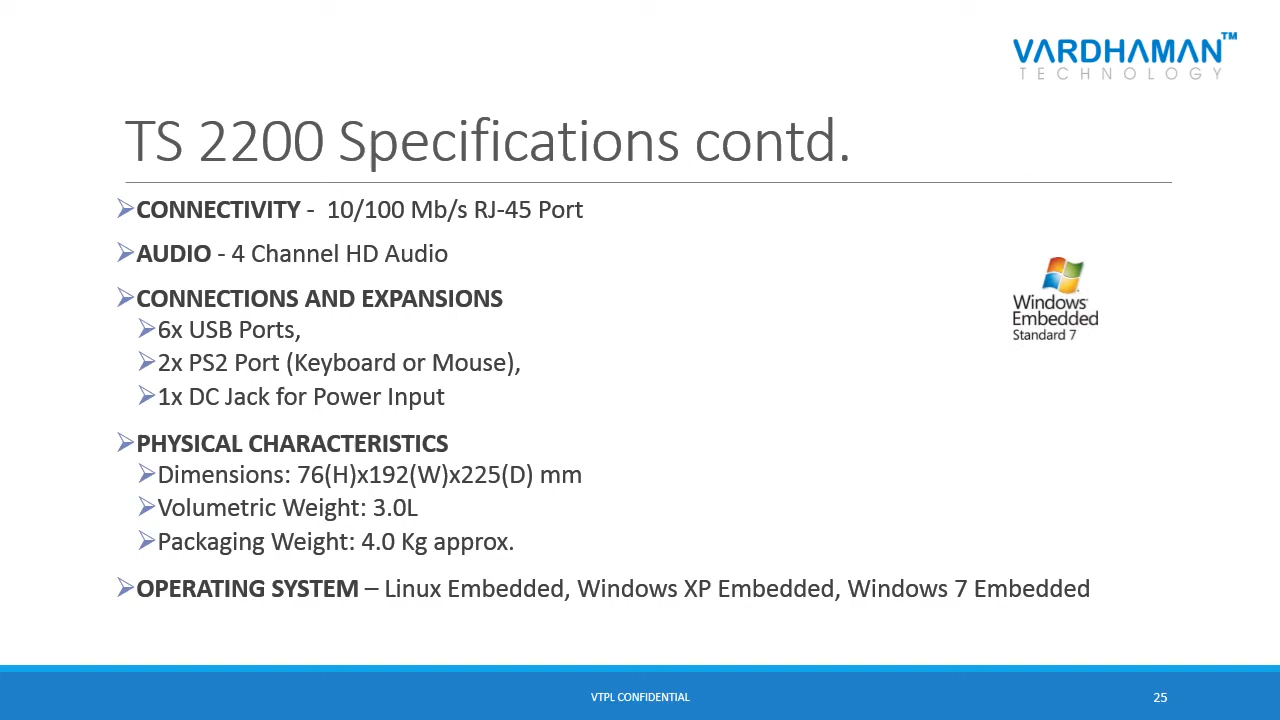 VARDHAMAN™
TECHNOLOGY
TS 2200 Specifications contd.
CONNECTIVITY - 10/100 Mb/s RJ-45 Port
AUDIO - 4 Channel HD Audio
CONNECTIONS AND EXPANSIONS
6x USB Ports,
2x PS2 Port (Keyboard or Mouse),
1x DC Jack for Power Input
Windows
Embedded
Standard 7
PHYSICAL CHARACTERISTICS
Dimensions: 76(H)x192(W)x225(D) mm
Volumetric Weight: 3.0L
Packaging Weight: 4.0 Kg approx.
OPERATING SYSTEM – Linux Embedded, Windows XP Embedded, Windows 7 Embedded
VTPL CONFIDENTIAL
25